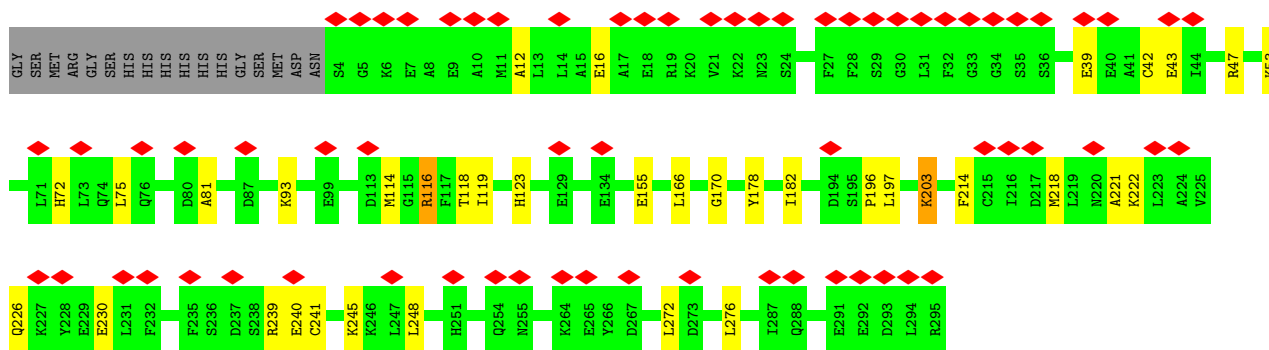 GLY SER MET ARG GLY SER HIS HIS HIS HIS HIS HIS GLY SER MET ASP ASN S4 G5 K6 E7 A8 E9 A10 M11 A12 L13 L14 A15 E16 A17 E18 R19 K20 V21 K22 N23 S24 F27 F28 S29 G30 L31 F32 G33 G34 S35 S36 E39 E40 A41 C42 E43 I44 R47
L71 H72 L73 Q74 L75 Q76 D80 A81 D87 K93 E99 D113 M114 G115 R116 F117 T118 I119 H123 E129 E134 E155 L166 G170 Y178 I182 D194 S195 P196 L197 K203 F214 C215 I216 D217 M218 L219 N220 A221 K222 L223 A224 V225
Q226 K227 Y228 E229 E230 L231 F232 F235 S236 D237 S238 R239 E240 C241 K245 K246 L247 L248 H251 Q254 N255 K264 E265 Y266 D267 L272 D273 L276 I287 Q288 E291 E292 D293 L294 R295